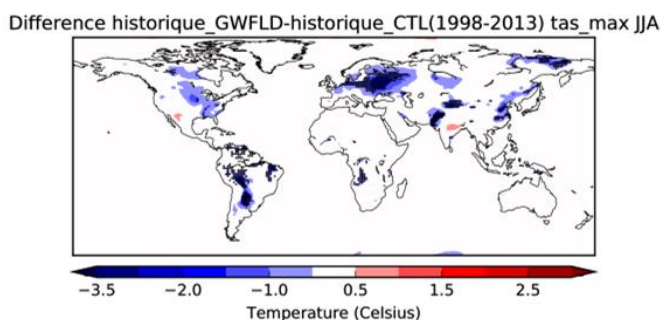 Difference historique_GWFLD-historique_CTL(1998-2013) tas_max JJA
−3.5 −2.0 −1.0 0.5 1.5 2.5
Temperature (Celsius)